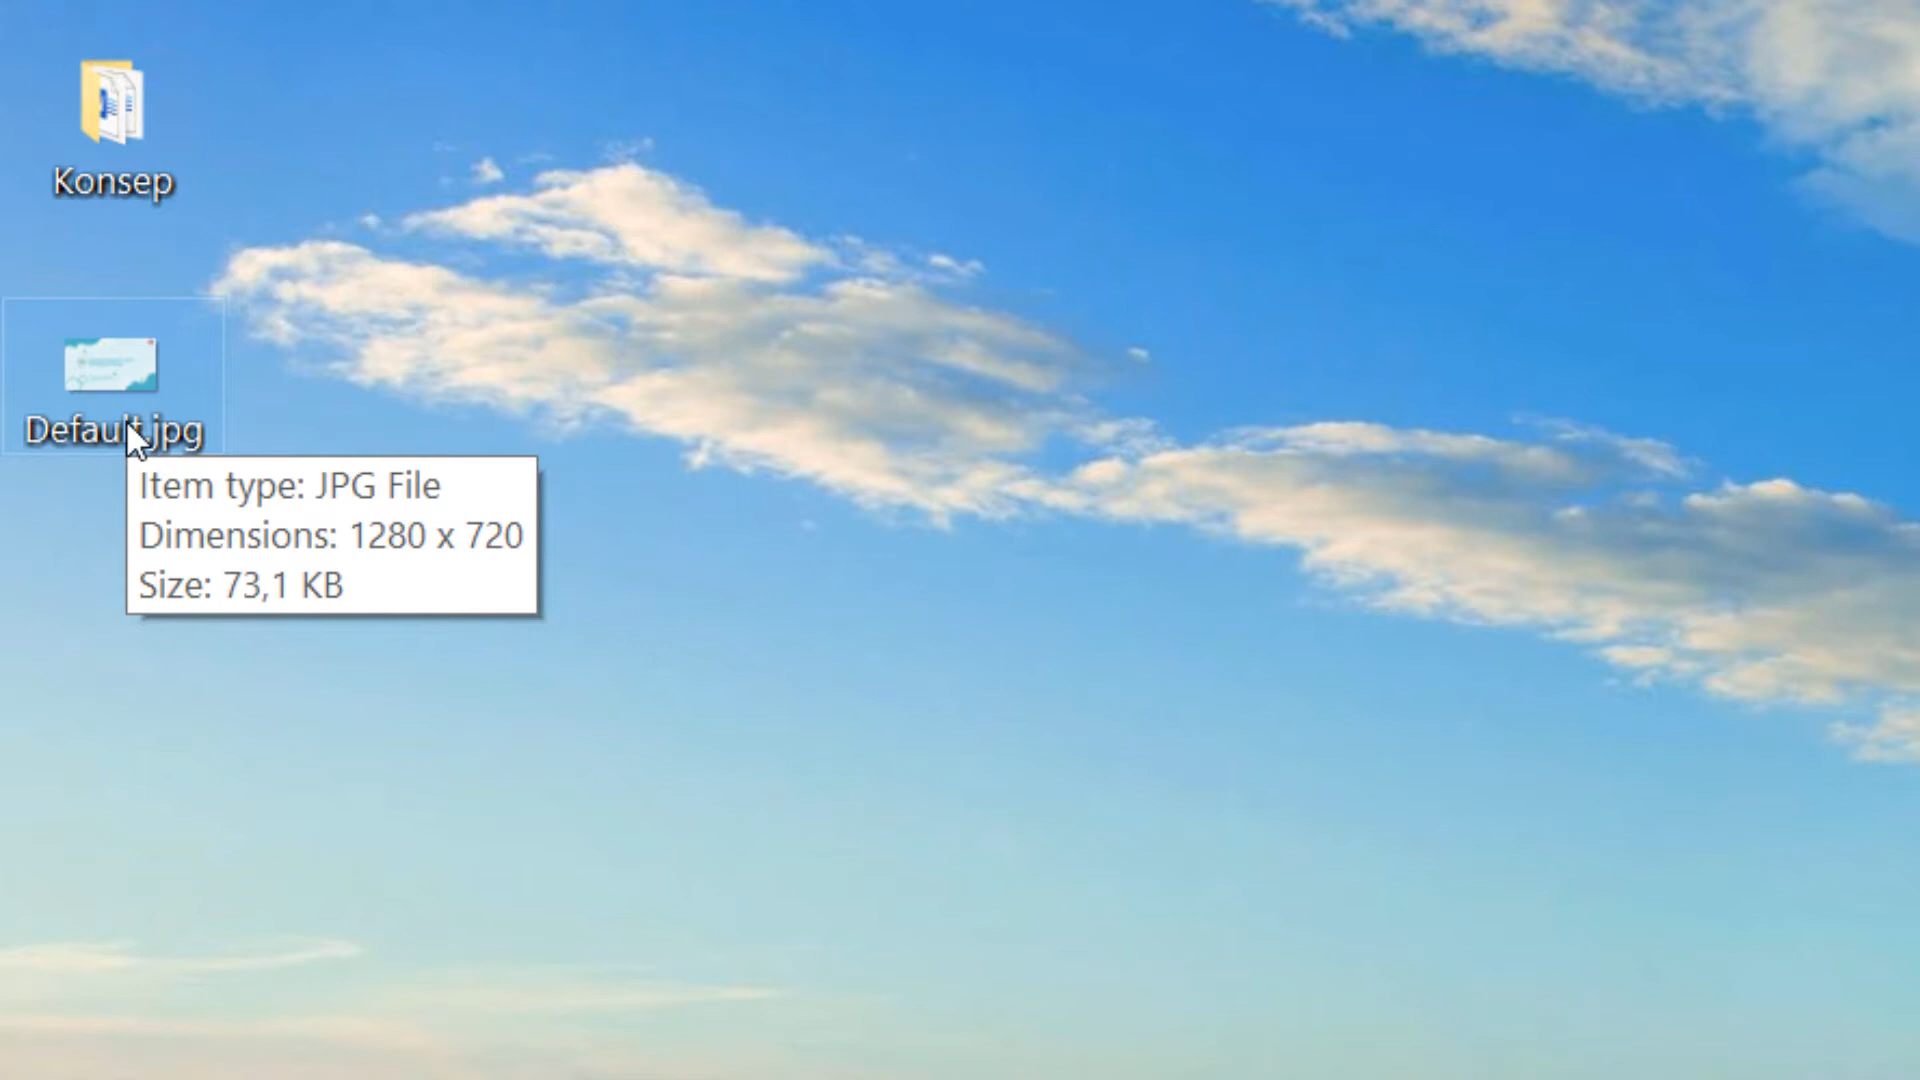 Konsep
Default.jpg
Item type: JPG File
Dimensions: 1280 x 720
Size: 73,1 KB